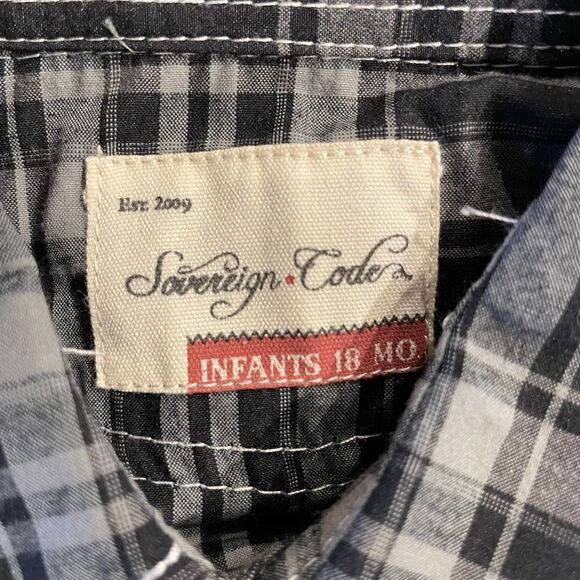 Est. 2009
Sovereign Code
INFANTS 18 MO.